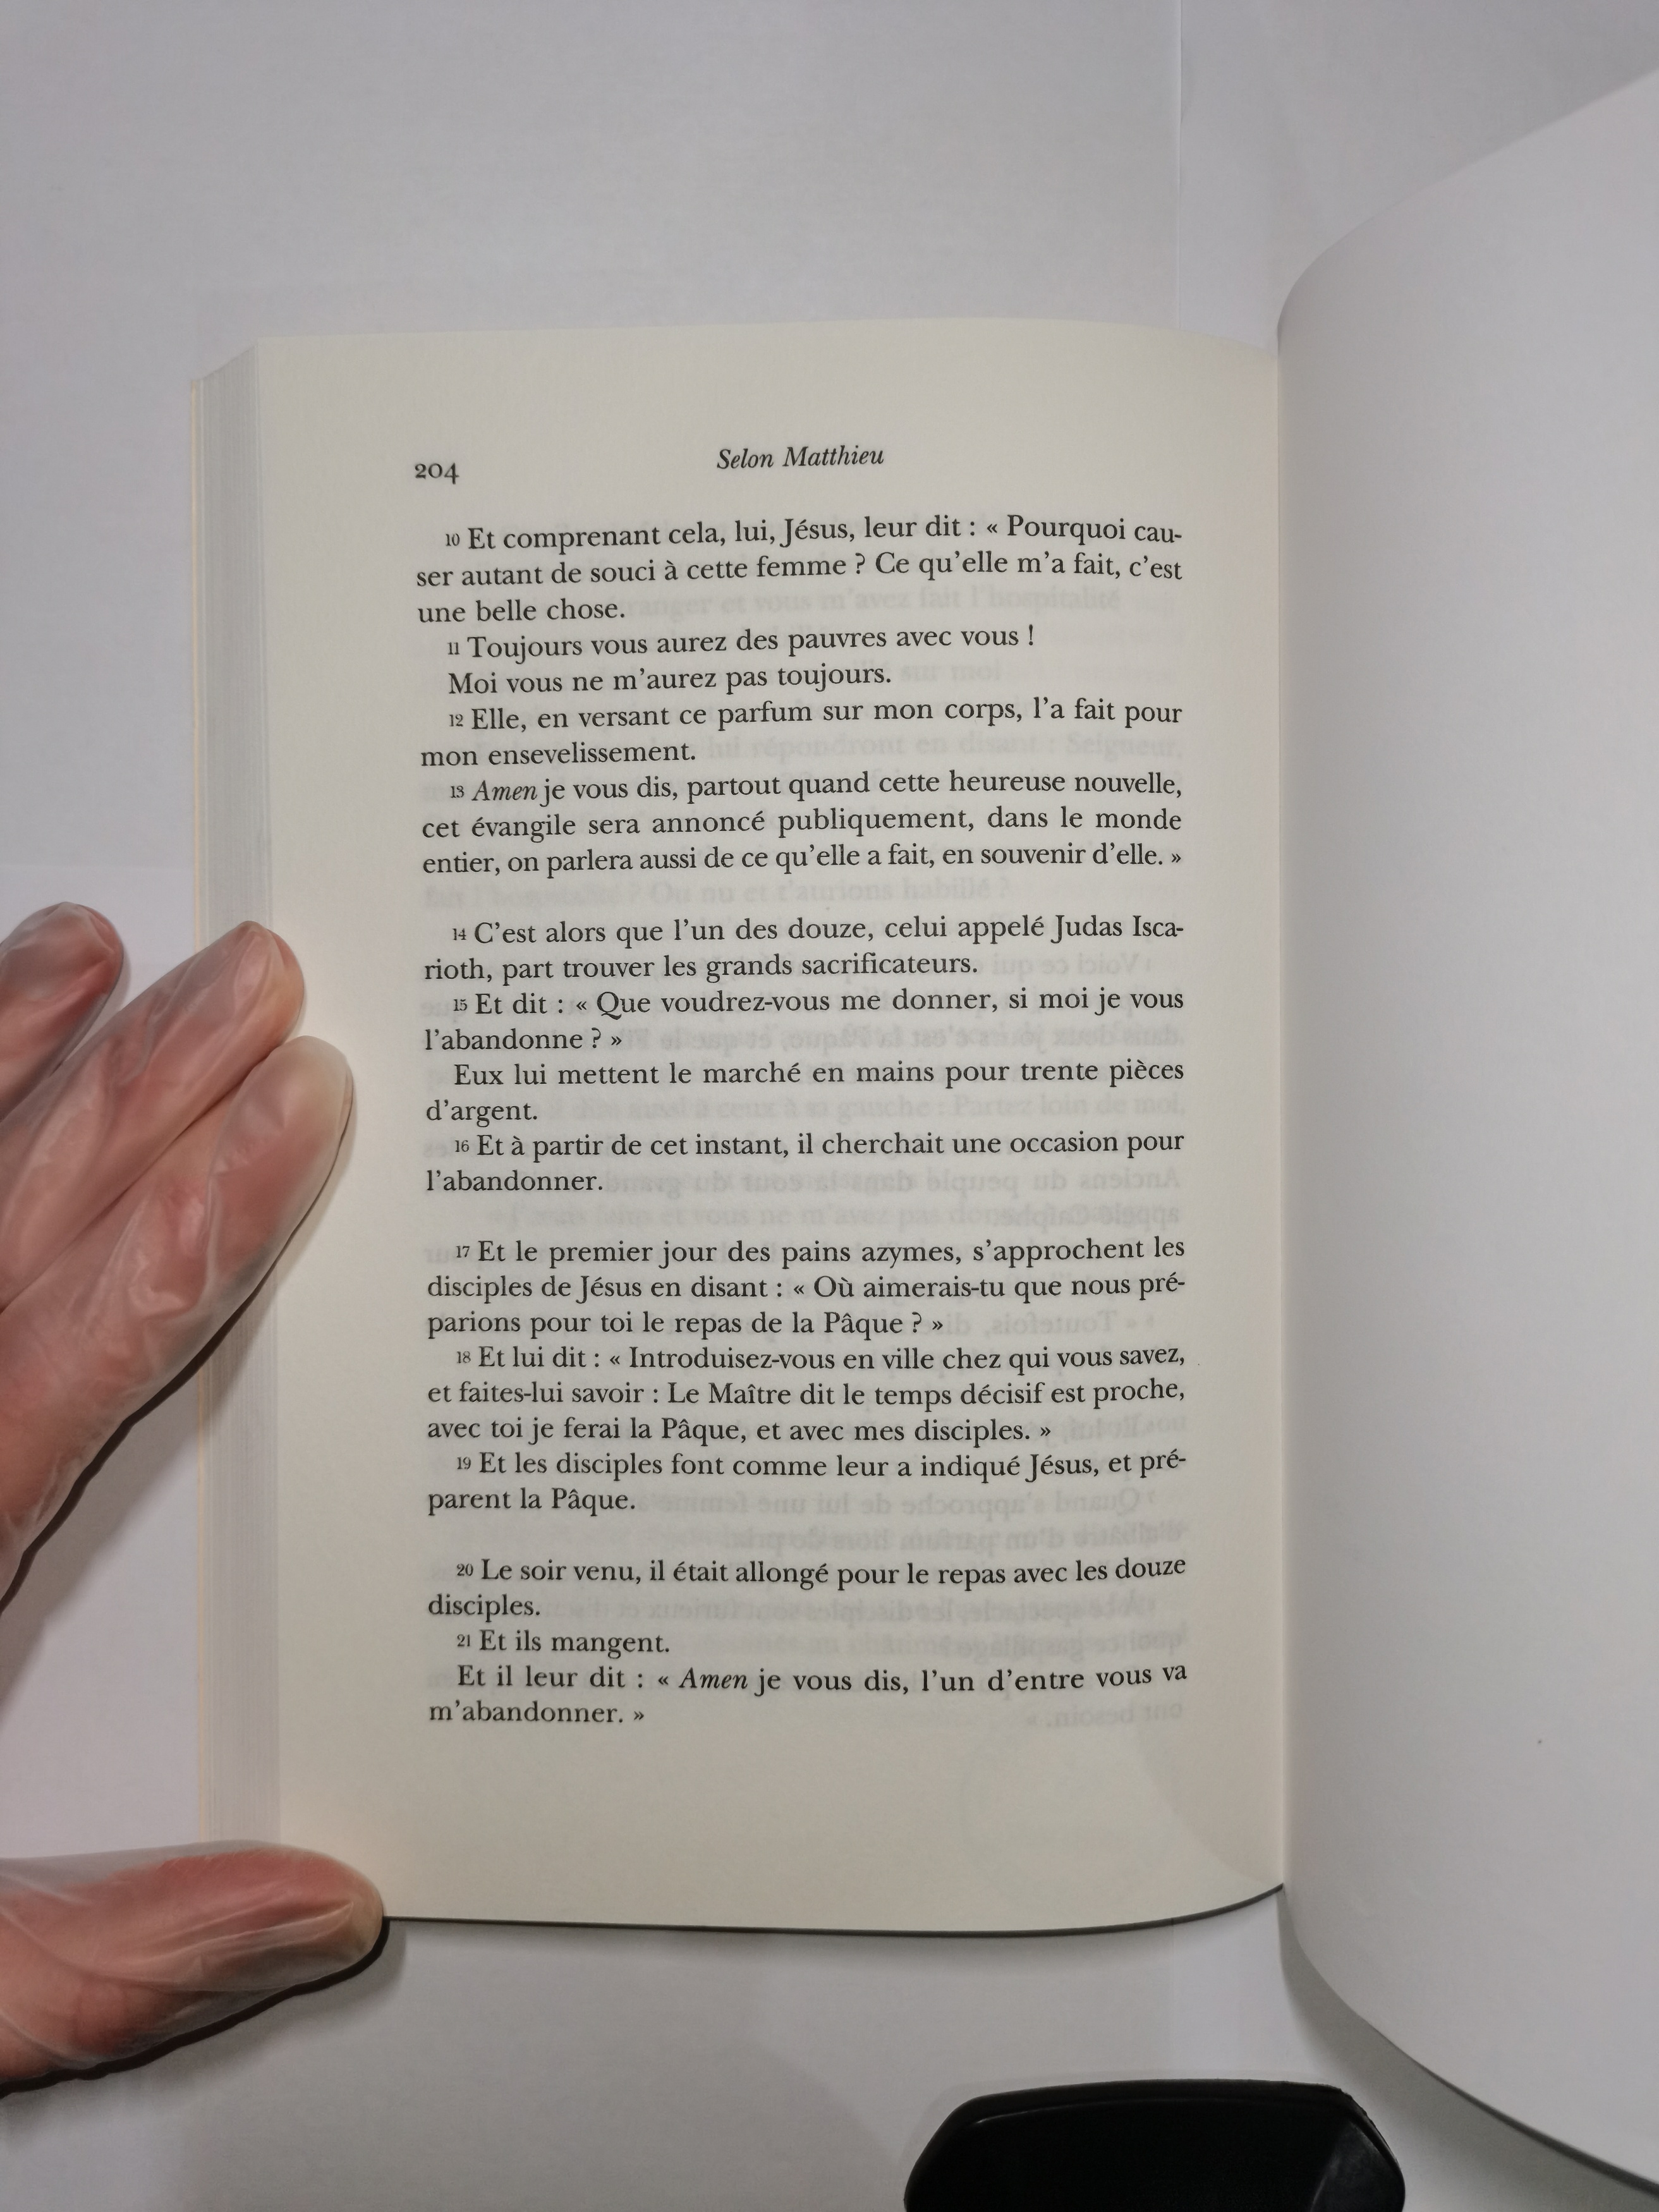 204
Selon Matthieu
10 Et comprenant cela, lui, Jésus, leur dit : « Pourquoi cau-
ser autant de souci à cette femme ? Ce qu'elle m'a fait, c'est
une belle chose.
11 Toujours vous aurez des pauvres avec vous !
Moi vous ne m'aurez pas toujours.
12 Elle, en versant ce parfum sur mon corps, l'a fait pour
mon ensevelissement.
13 Amen je vous dis, partout quand cette heureuse nouvelle,
cet évangile sera annoncé publiquement, dans le monde
entier, on parlera aussi de ce qu'elle a fait, en souvenir d'elle. »
14 C'est alors que l'un des douze, celui appelé Judas Isca-
rioth, part trouver les grands sacrificateurs.
15 Et dit : « Que voudrez-vous me donner, si moi je vous
l'abandonne ? »
Eux lui mettent le marché en mains pour trente pièces
d'argent.
16 Et à partir de cet instant, il cherchait une occasion pour
l'abandonner.
17 Et le premier jour des pains azymes, s'approchent les
disciples de Jésus en disant : « Où aimerais-tu que nous pré-
parions pour toi le repas de la Pâque ? »
18 Et lui dit : « Introduisez-vous en ville chez qui vous savez,
et faites-lui savoir : Le Maître dit le temps décisif est proche,
avec toi je ferai la Pâque, et avec mes disciples. »
19 Et les disciples font comme leur a indiqué Jésus, et pré-
parent la Pâque.
20 Le soir venu, il était allongé pour le repas avec les douze
disciples.
21 Et ils mangent.
Et il leur dit : « Amen je vous dis, l'un d'entre vous va
m'abandonner. »